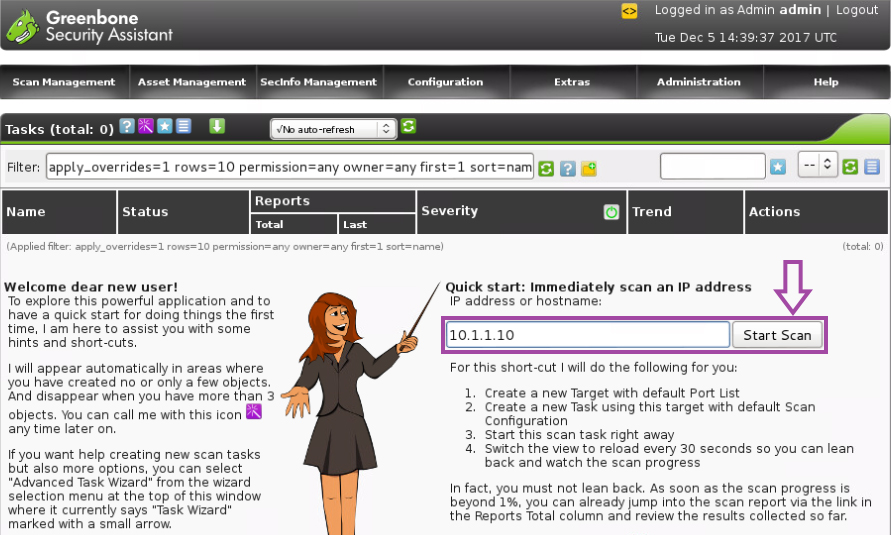 Greenbone
Security Assistant
<> Logged in as Admin admin | Logout
Tue Dec 5 14:39:37 2017 UTC
Scan Management Asset Management SecInfo Management Configuration Extras Administration Help
Tasks (total: 0) ? √No auto-refresh
Filter: apply_overrides=1 rows=10 permission=any owner=any first=1 sort=nam ? --
Name Status Reports Severity Trend Actions
Total Last
(Applied filter: apply_overrides=1 rows=10 permission=any owner=any first=1 sort=name) (total: 0)
Welcome dear new user!
To explore this powerful application and to
have a quick start for doing things the first
time, I am here to assist you with some
hints and short-cuts.
I will appear automatically in areas where
you have created no or only a few objects.
And disappear when you have more than 3
objects. You can call me with this icon
any time later on.
If you want help creating new scan tasks
but also more options, you can select
"Advanced Task Wizard" from the wizard
selection menu at the top of this window
where it currently says "Task Wizard"
marked with a small arrow.
Quick start: Immediately scan an IP address
IP address or hostname:
10.1.1.10 Start Scan
For this short-cut I will do the following for you:
1. Create a new Target with default Port List
2. Create a new Task using this target with default Scan
Configuration
3. Start this scan task right away
4. Switch the view to reload every 30 seconds so you can lean
back and watch the scan progress
In fact, you must not lean back. As soon as the scan progress is
beyond 1%, you can already jump into the scan report via the link in
the Reports Total column and review the results collected so far.